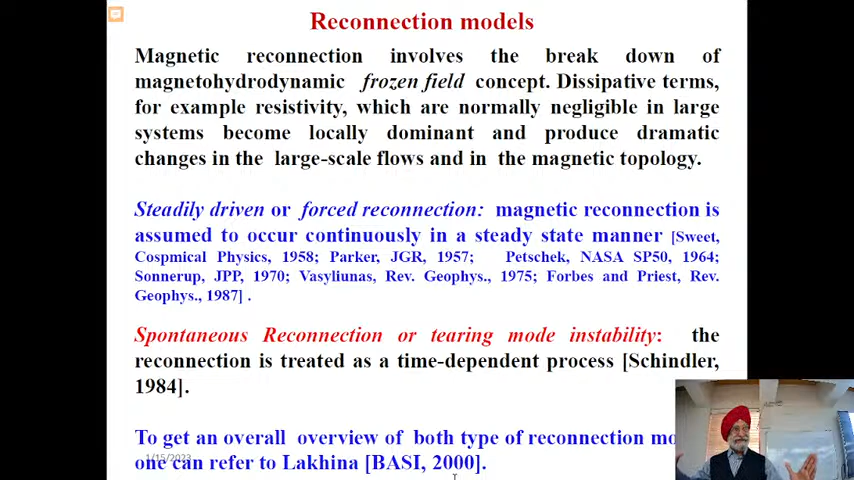 Reconnection models
Magnetic reconnection involves the break down of
magnetohydrodynamic frozen field concept. Dissipative terms,
for example resistivity, which are normally negligible in large
systems become locally dominant and produce dramatic
changes in the large-scale flows and in the magnetic topology.
Steadily driven or forced reconnection: magnetic reconnection is
assumed to occur continuously in a steady state manner [Sweet,
Cospmical Physics, 1958; Parker, JGR, 1957; Petschek, NASA SP50, 1964;
Sonnerup, JPP, 1970; Vasyliunas, Rev. Geophys., 1975; Forbes and Priest, Rev.
Geophys., 1987] .
Spontaneous Reconnection or tearing mode instability: the
reconnection is treated as a time-dependent process [Schindler,
1984].
To get an overall overview of both type of reconnection
one can refer to Lakhina [BASI, 2000].
1/15/2023